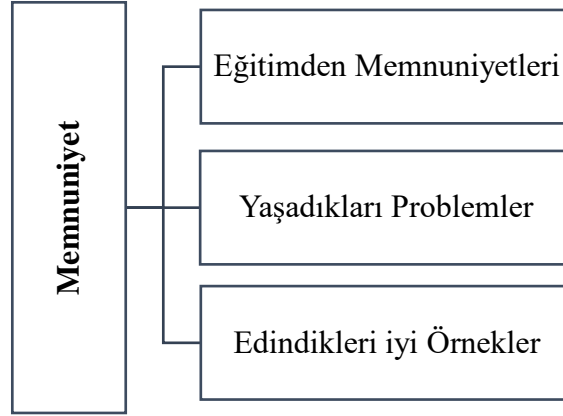 Memnuniyet
Eğitimden Memnuniyetleri
Yaşadıkları Problemler
Edindikleri iyi Örnekler